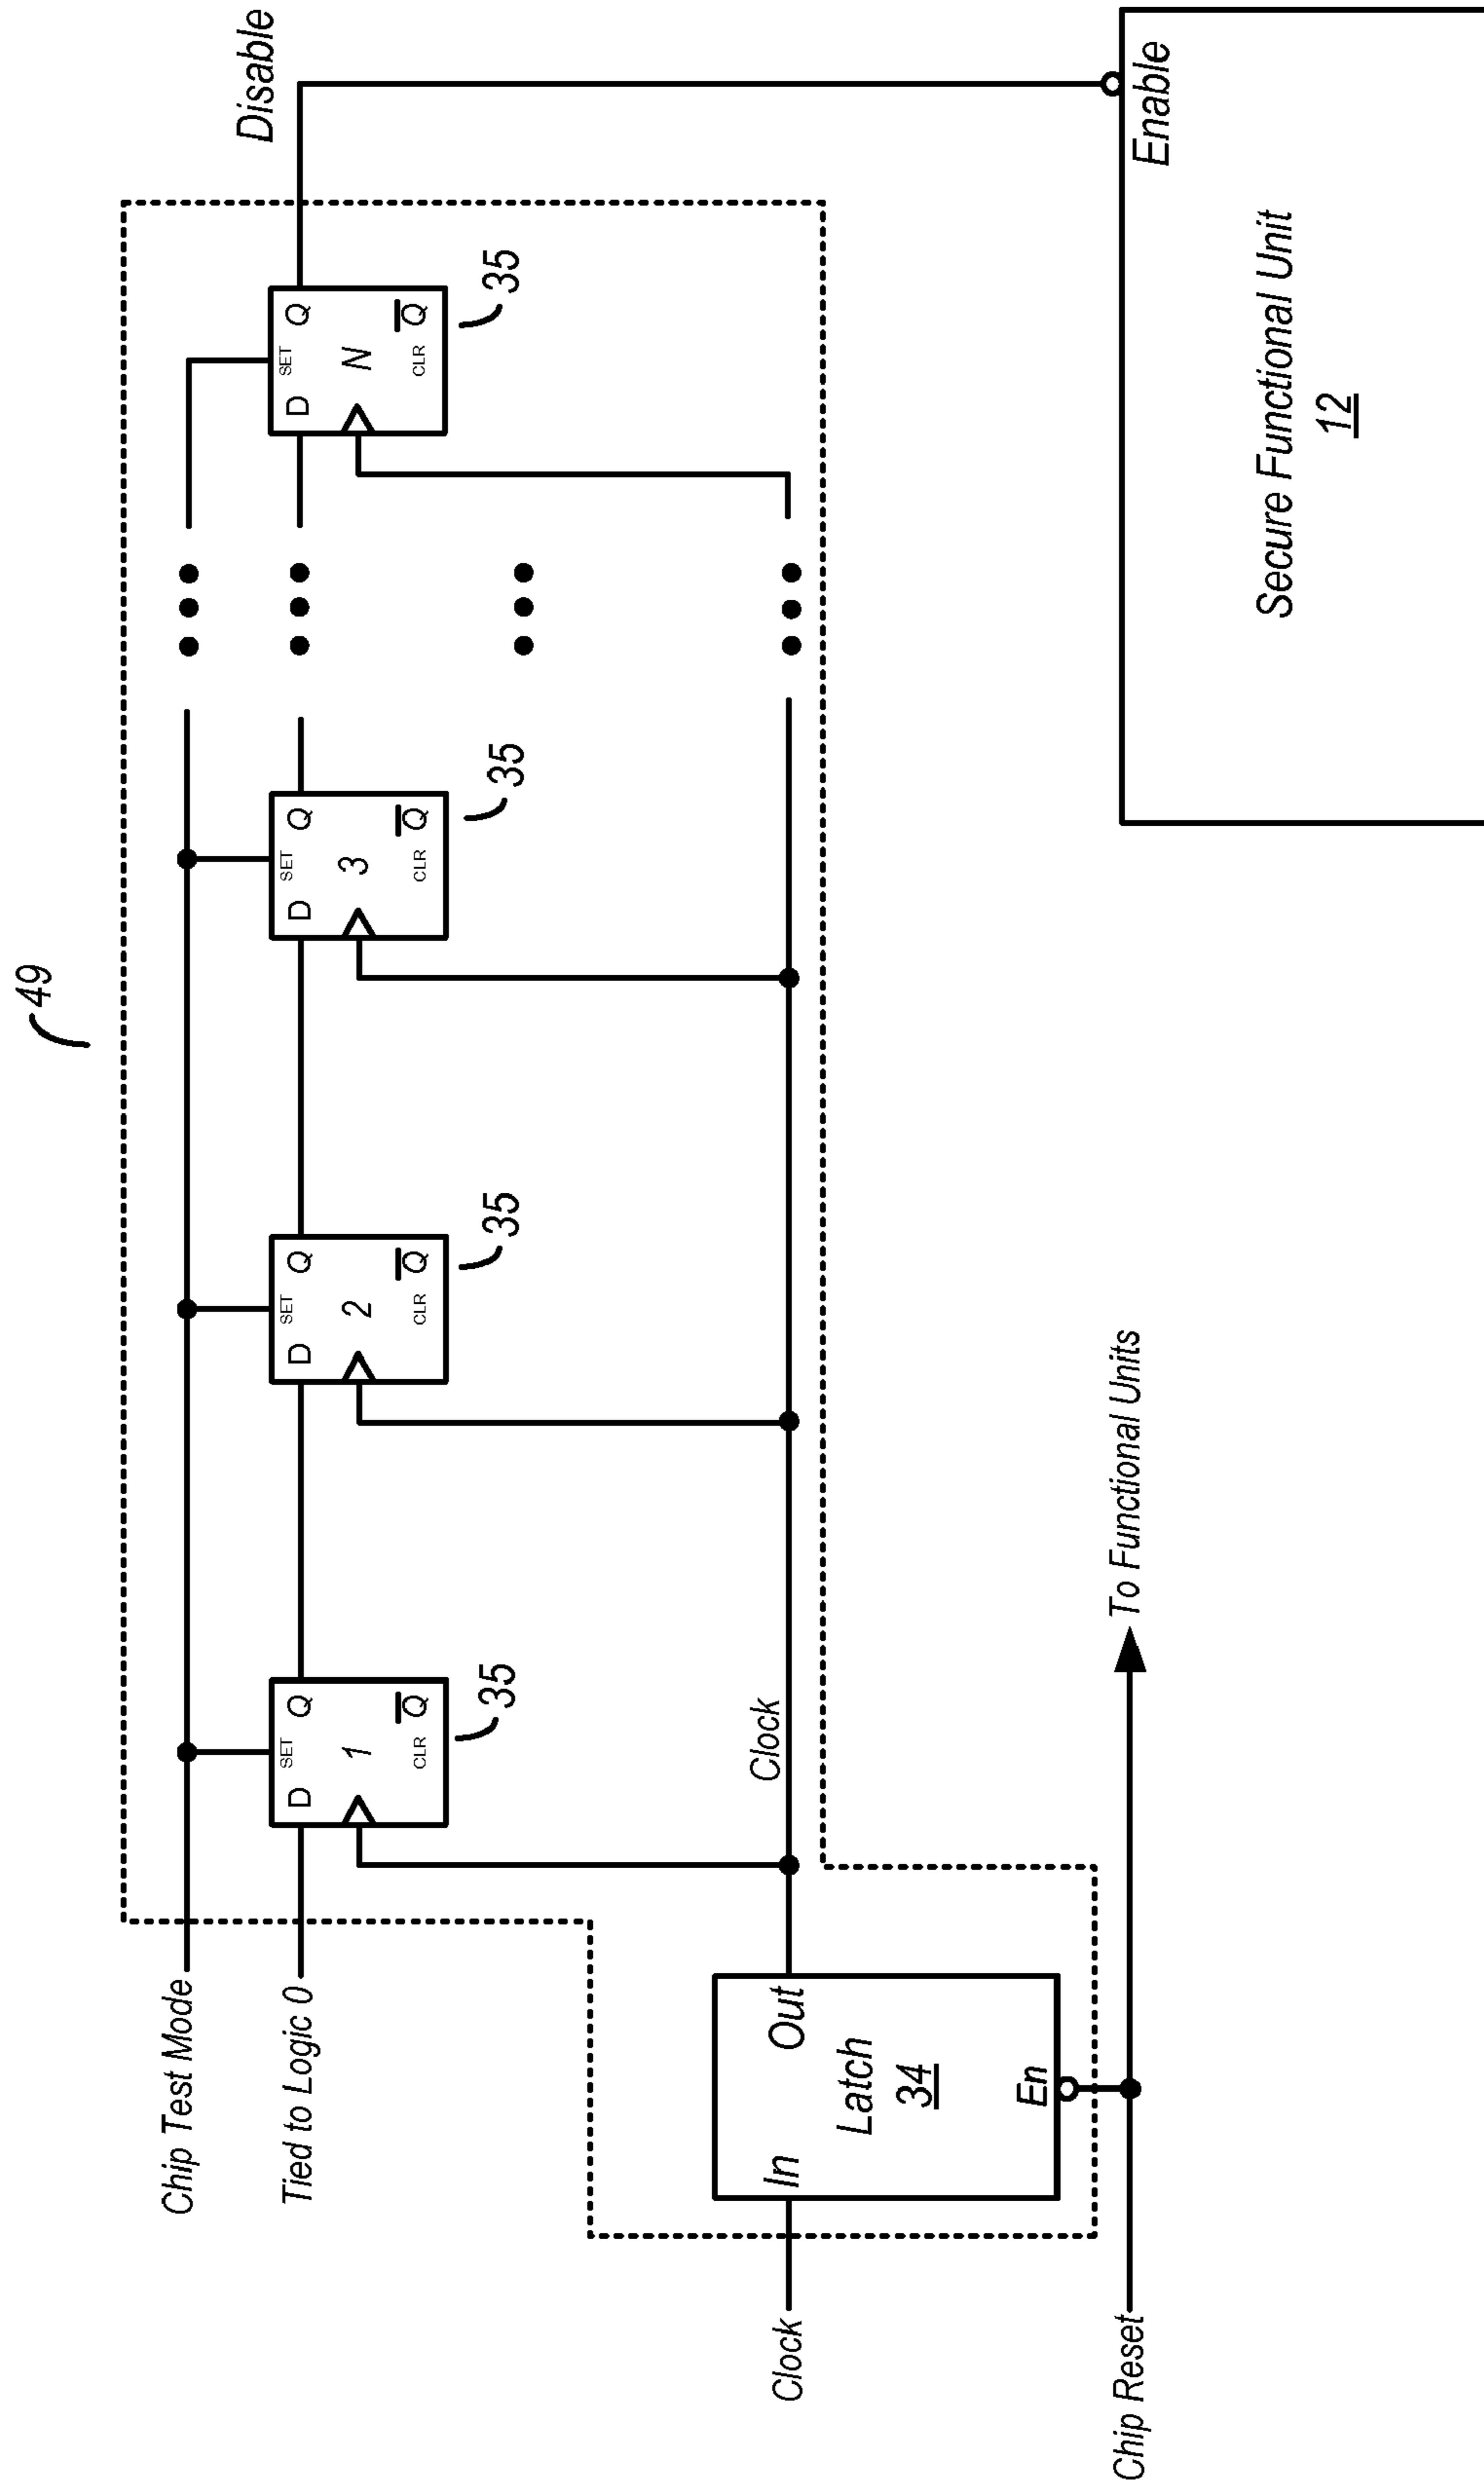 49
Chip Test Mode
Tied to Logic 0
Disable
D SET Q
1
CLR Q̅
35
D SET Q
2
CLR Q̅
35
D SET Q
3
CLR Q̅
35
D SET Q
N
CLR Q̅
35
Clock
Clock
In Out
Latch
34
En
Chip Reset
To Functional Units
Enable
Secure Functional Unit
12